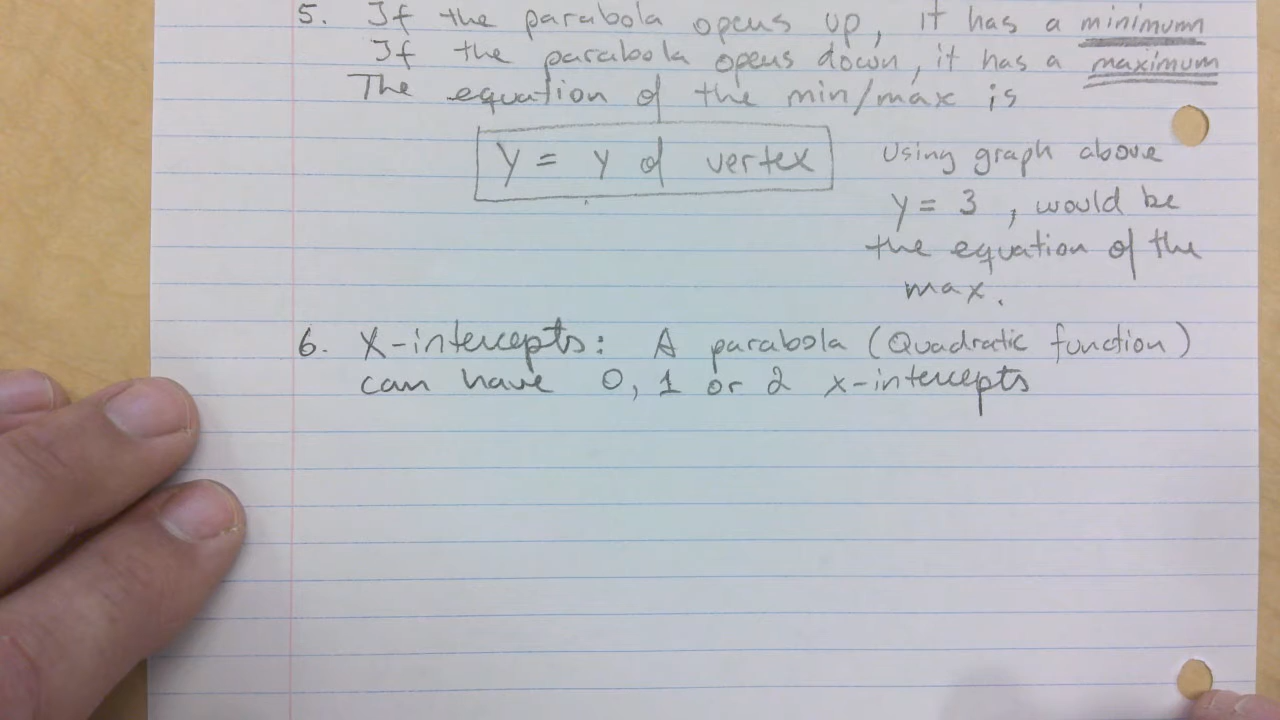 5. If the parabola opens up, it has a minimum
If the parabola opens down, it has a maximum
The equation of the min/max is
y = y of vertex
Using graph above
y = 3, would be
the equation of the
max.
6. X-intercepts: A parabola (Quadratic function)
can have 0, 1 or 2 x-intercepts